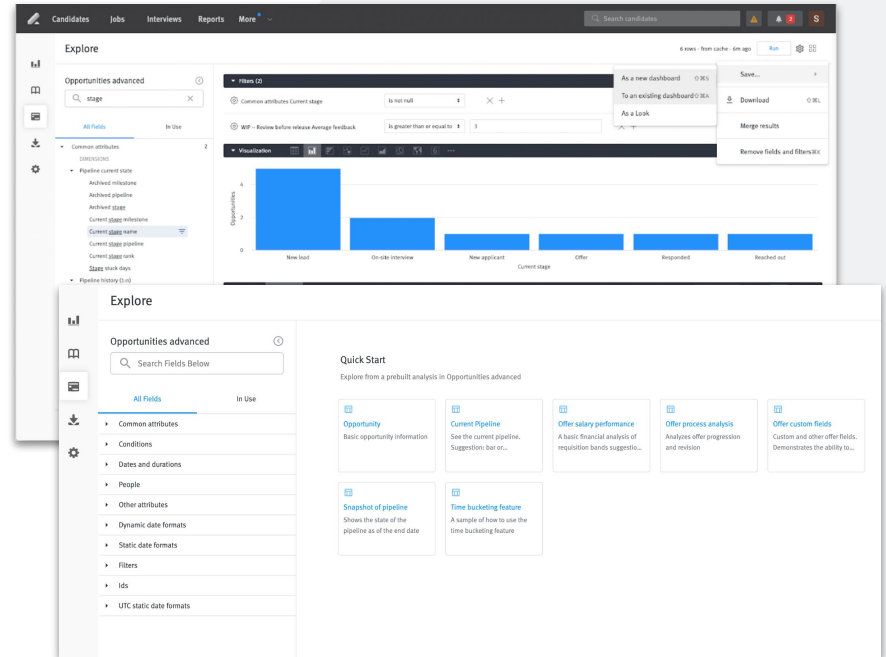 Candidates Jobs Interviews Reports More
Search candidates
2
S
Explore
6 rows · from cache · 6m ago Run
Opportunities advanced
stage
All Fields In Use
Common attributes 2
DIMENSIONS
Pipeline current state
Archived milestone
Archived pipeline
Archived stage
Current stage milestone
Current stage name
Current stage pipeline
Current stage rank
Stage stuck days
Pipeline history (1:n)
Filters (2)
Common attributes Current stage is not null
WIP – Review before release Average feedback is greater than or equal to 3
Visualization
6
As a new dashboard ⇧⌘S
To an existing dashboard ⇧⌘A
As a Look
Save...
Download ⇧⌘L
Merge results
Remove fields and filters ⌘K
Opportunities
4
2
0
New lead On-site interview New applicant Offer Responded Reached out
Current stage
Explore
Opportunities advanced
Search Fields Below
All Fields In Use
Common attributes
Conditions
Dates and durations
People
Other attributes
Dynamic date formats
Static date formats
Filters
Ids
UTC static date formats
Quick Start
Explore from a prebuilt analysis in Opportunities advanced
Opportunity
Basic opportunity information
Current Pipeline
See the current pipeline.
Suggestion: bar or...
Offer salary performance
A basic financial analysis of
requisition bands suggestio...
Offer process analysis
Analyzes offer progression
and revision
Offer custom fields
Custom and other offer fields.
Demonstrates the ability to...
Snapshot of pipeline
Shows the state of the
pipeline as of the end date
Time bucketing feature
A sample of how to use the
time bucketing feature